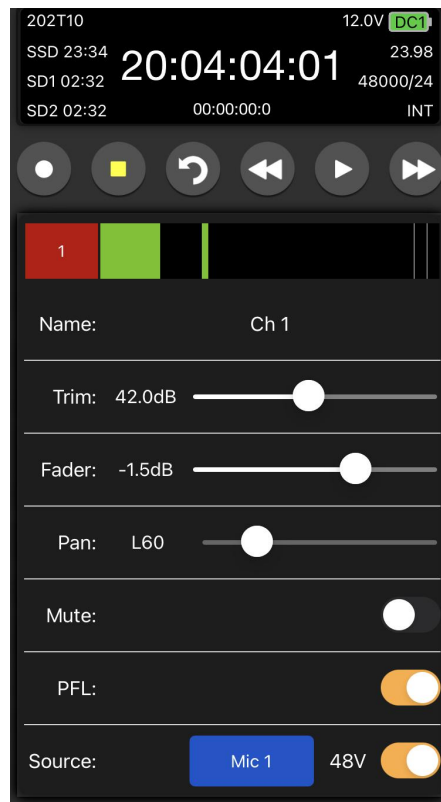 202T10 12.0V DC1
SSD 23:34 20:04:04:01 23.98
SD1 02:32 48000/24
SD2 02:32 00:00:00:0 INT
1
Name: Ch 1
Trim: 42.0dB
Fader: -1.5dB
Pan: L60
Mute:
PFL:
Source: Mic 1 48V